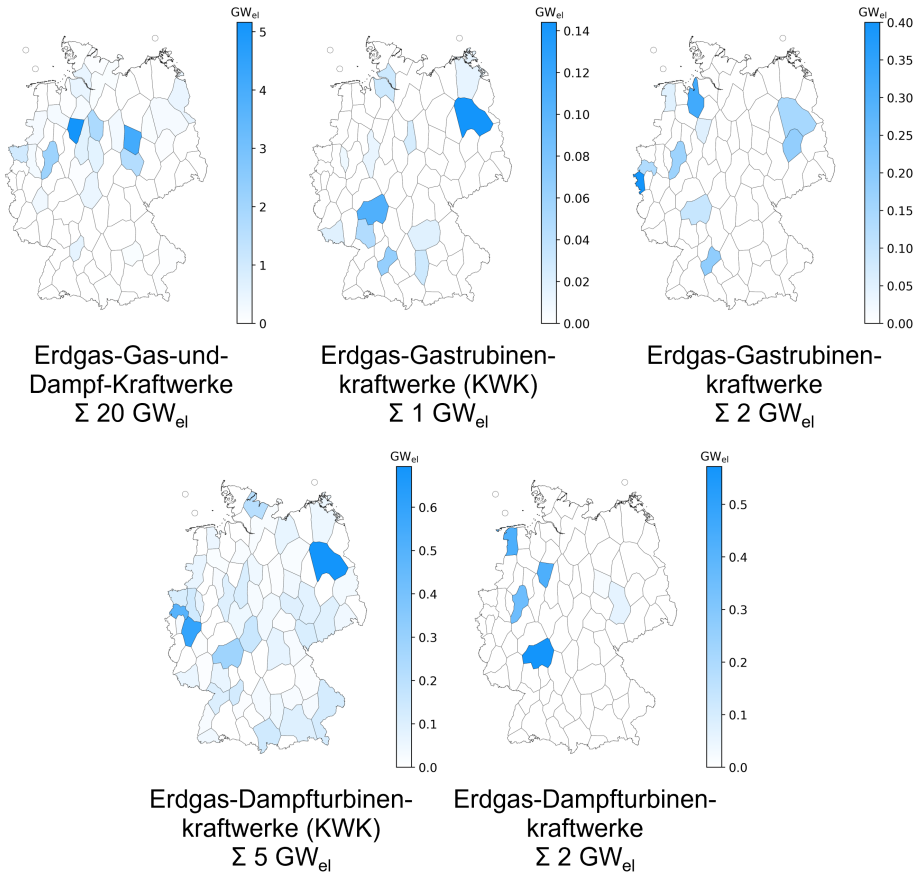 GWel
5
4
3
2
1
0
GWel
0.14
0.12
0.10
0.08
0.06
0.04
0.02
0.00
GWel
0.40
0.35
0.30
0.25
0.20
0.15
0.10
0.05
0.00
Erdgas-Gas-und-
Dampf-Kraftwerke
Σ 20 GWel
Erdgas-Gastrubinen-
kraftwerke (KWK)
Σ 1 GWel
Erdgas-Gastrubinen-
kraftwerke
Σ 2 GWel
GWel
0.6
0.5
0.4
0.3
0.2
0.1
0.0
GWel
0.5
0.4
0.3
0.2
0.1
0.0
Erdgas-Dampfturbinen-
kraftwerke (KWK)
Σ 5 GWel
Erdgas-Dampfturbinen-
kraftwerke
Σ 2 GWel